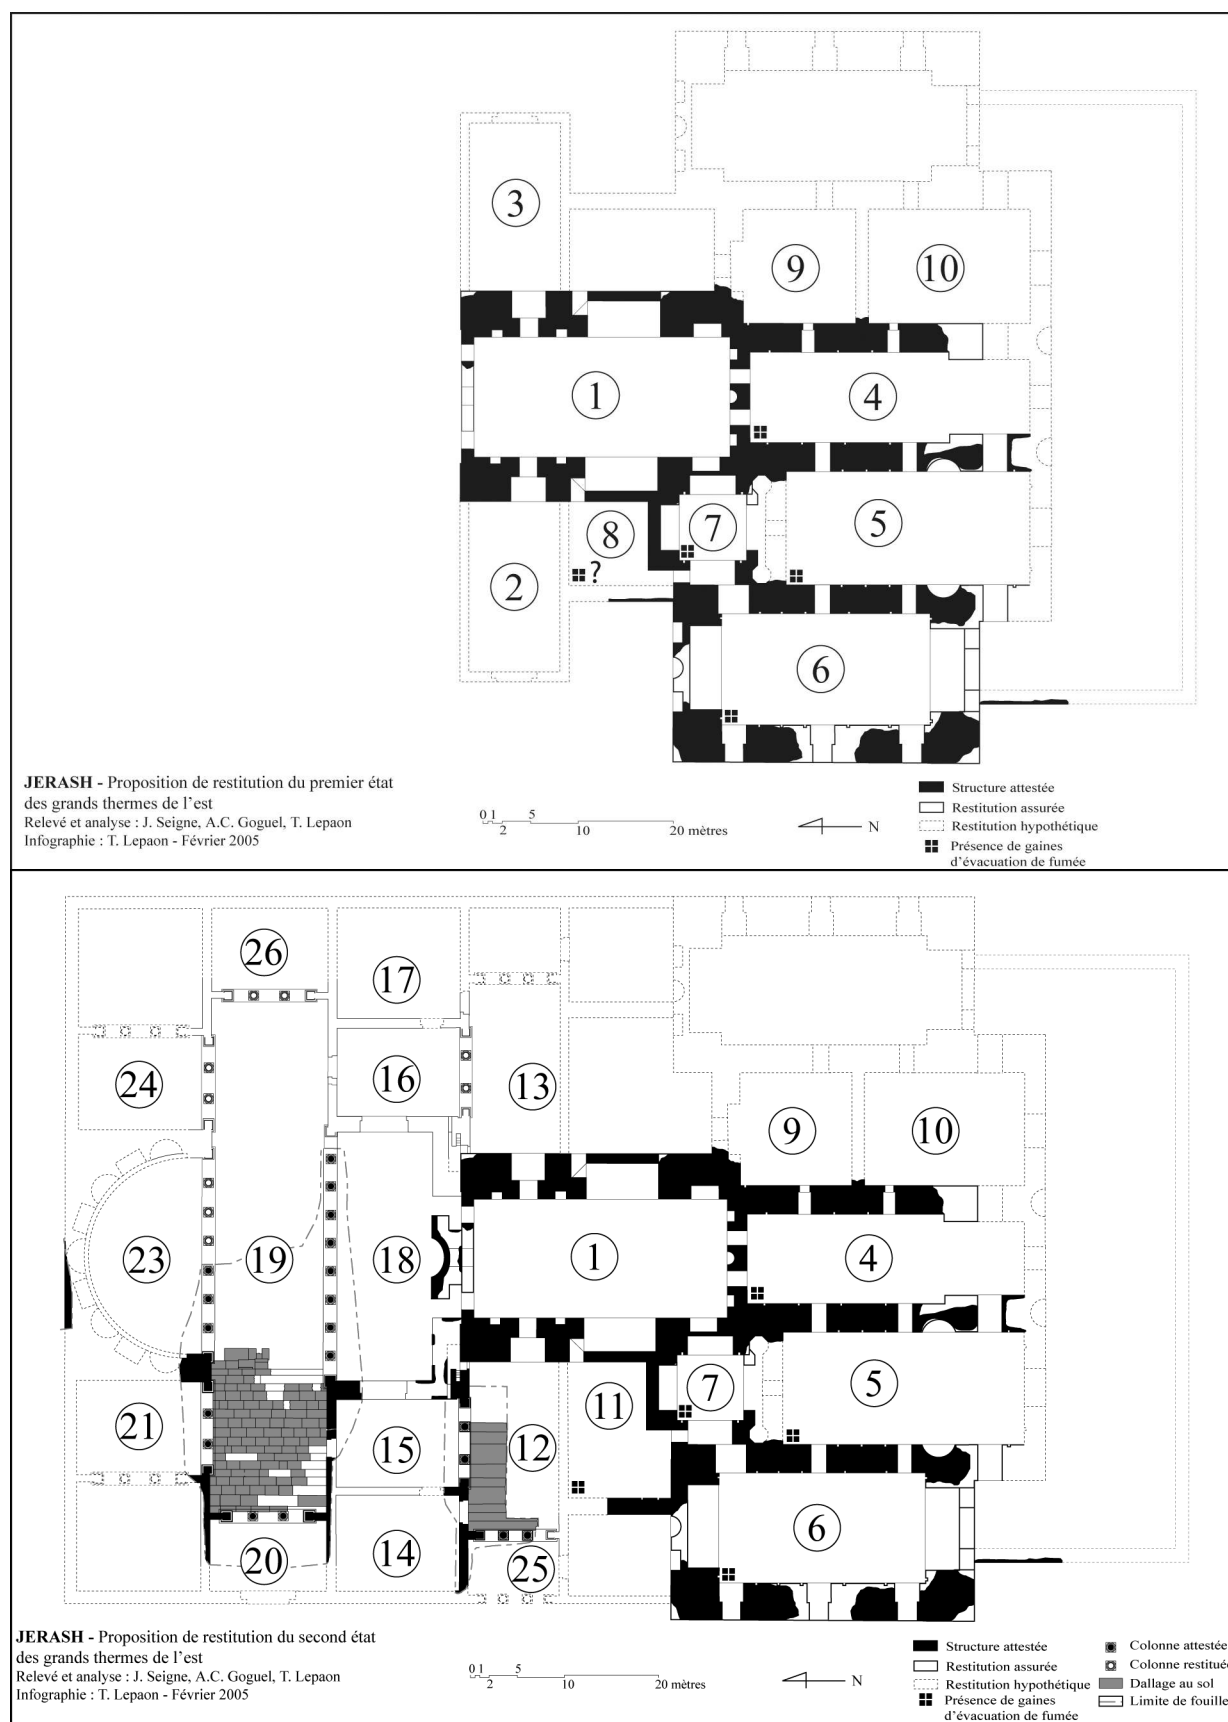 3
9
10
1
4
8
?
7
5
2
6
JERASH - Proposition de restitution du premier état
des grands thermes de l'est
Relevé et analyse : J. Seigne, A.C. Goguel, T. Lepaon
Infographie : T. Lepaon - Février 2005
0 1 5
2 10 20 mètres
N
Structure attestée
Restitution assurée
Restitution hypothétique
Présence de gaines
d'évacuation de fumée
26
17
24
16
13
9
10
23
19
18
1
4
21
15
12
11
7
5
20
14
25
6
JERASH - Proposition de restitution du second état
des grands thermes de l'est
Relevé et analyse : J. Seigne, A.C. Goguel, T. Lepaon
Infographie : T. Lepaon - Février 2005
0 1 5
2 10 20 mètres
N
Structure attestée
Restitution assurée
Restitution hypothétique
Présence de gaines
d'évacuation de fumée
Colonne attestée
Colonne restituée
Dallage au sol
Limite de fouille